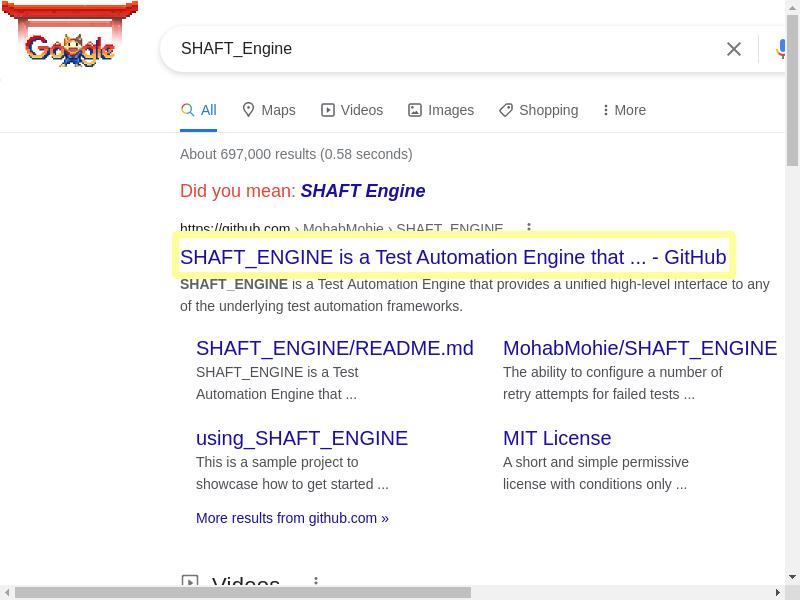 Google
SHAFT_Engine
All Maps Videos Images Shopping More
About 697,000 results (0.58 seconds)
Did you mean: SHAFT Engine
https://github.com › MohabMohie › SHAFT_ENGINE
SHAFT_ENGINE is a Test Automation Engine that ... - GitHub
SHAFT_ENGINE is a Test Automation Engine that provides a unified high-level interface to any
of the underlying test automation frameworks.
SHAFT_ENGINE/README.md
SHAFT_ENGINE is a Test
Automation Engine that ...
MohabMohie/SHAFT_ENGINE
The ability to configure a number of
retry attempts for failed tests ...
using_SHAFT_ENGINE
This is a sample project to
showcase how to get started ...
MIT License
A short and simple permissive
license with conditions only ...
More results from github.com »
Videos